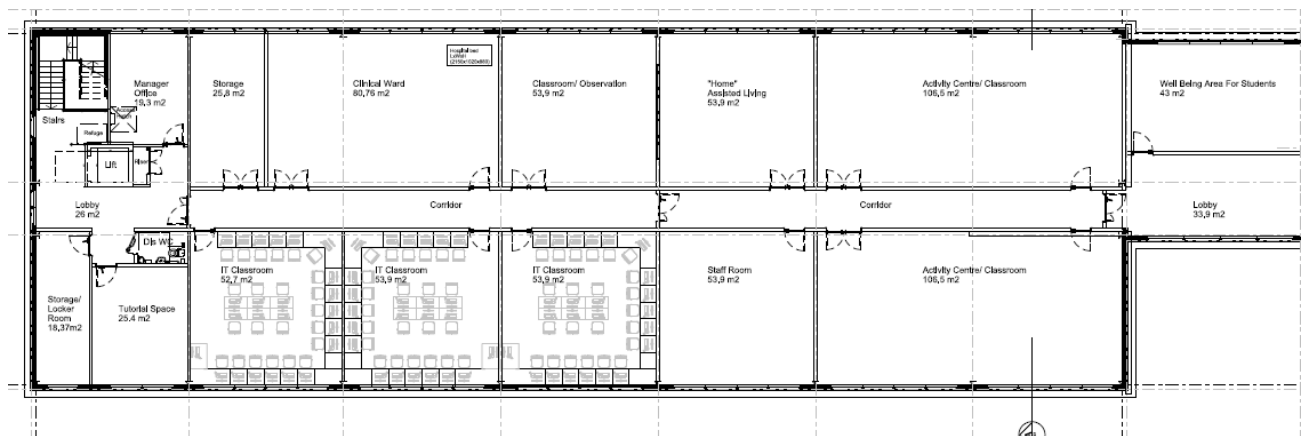 Manager
Office
19,3 m2
Storage
25,8 m2
Clinical Ward
80,76 m2
Classroom/ Observation
53,9 m2
"Home"
Assisted Living
53,9 m2
Activity Centre/ Classroom
106,5 m2
Well Being Area For Students
43 m2
Stairs
Refuge
Lift
Riser
Lobby
26 m2
Corridor
Corridor
Lobby
33,9 m2
Dis WC
IT Classroom
52,7 m2
IT Classroom
53,9 m2
IT Classroom
53,9 m2
Staff Room
53,9 m2
Activity Centre/ Classroom
106,5 m2
Storage/
Locker
Room
18,37m2
Tutorial Space
25.4 m2